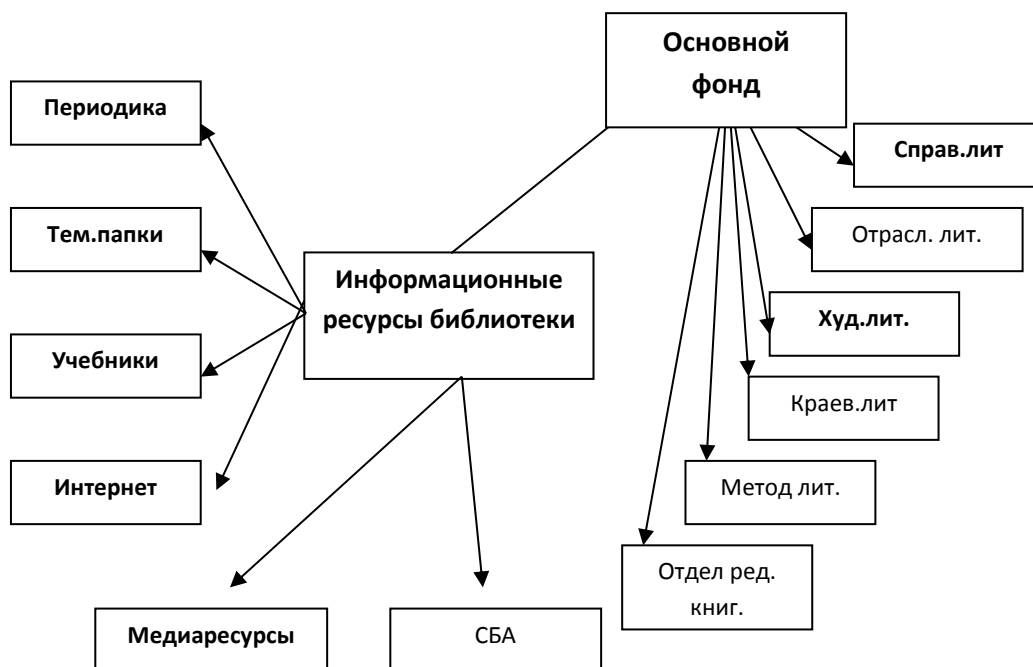 Основной
фонд
Периодика
Справ.лит
Тем.папки
Отрасл. лит.
Информационные
ресурсы библиотеки
Худ.лит.
Учебники
Краев.лит
Интернет
Метод лит.
Отдел ред.
книг.
Медиаресурсы
СБА